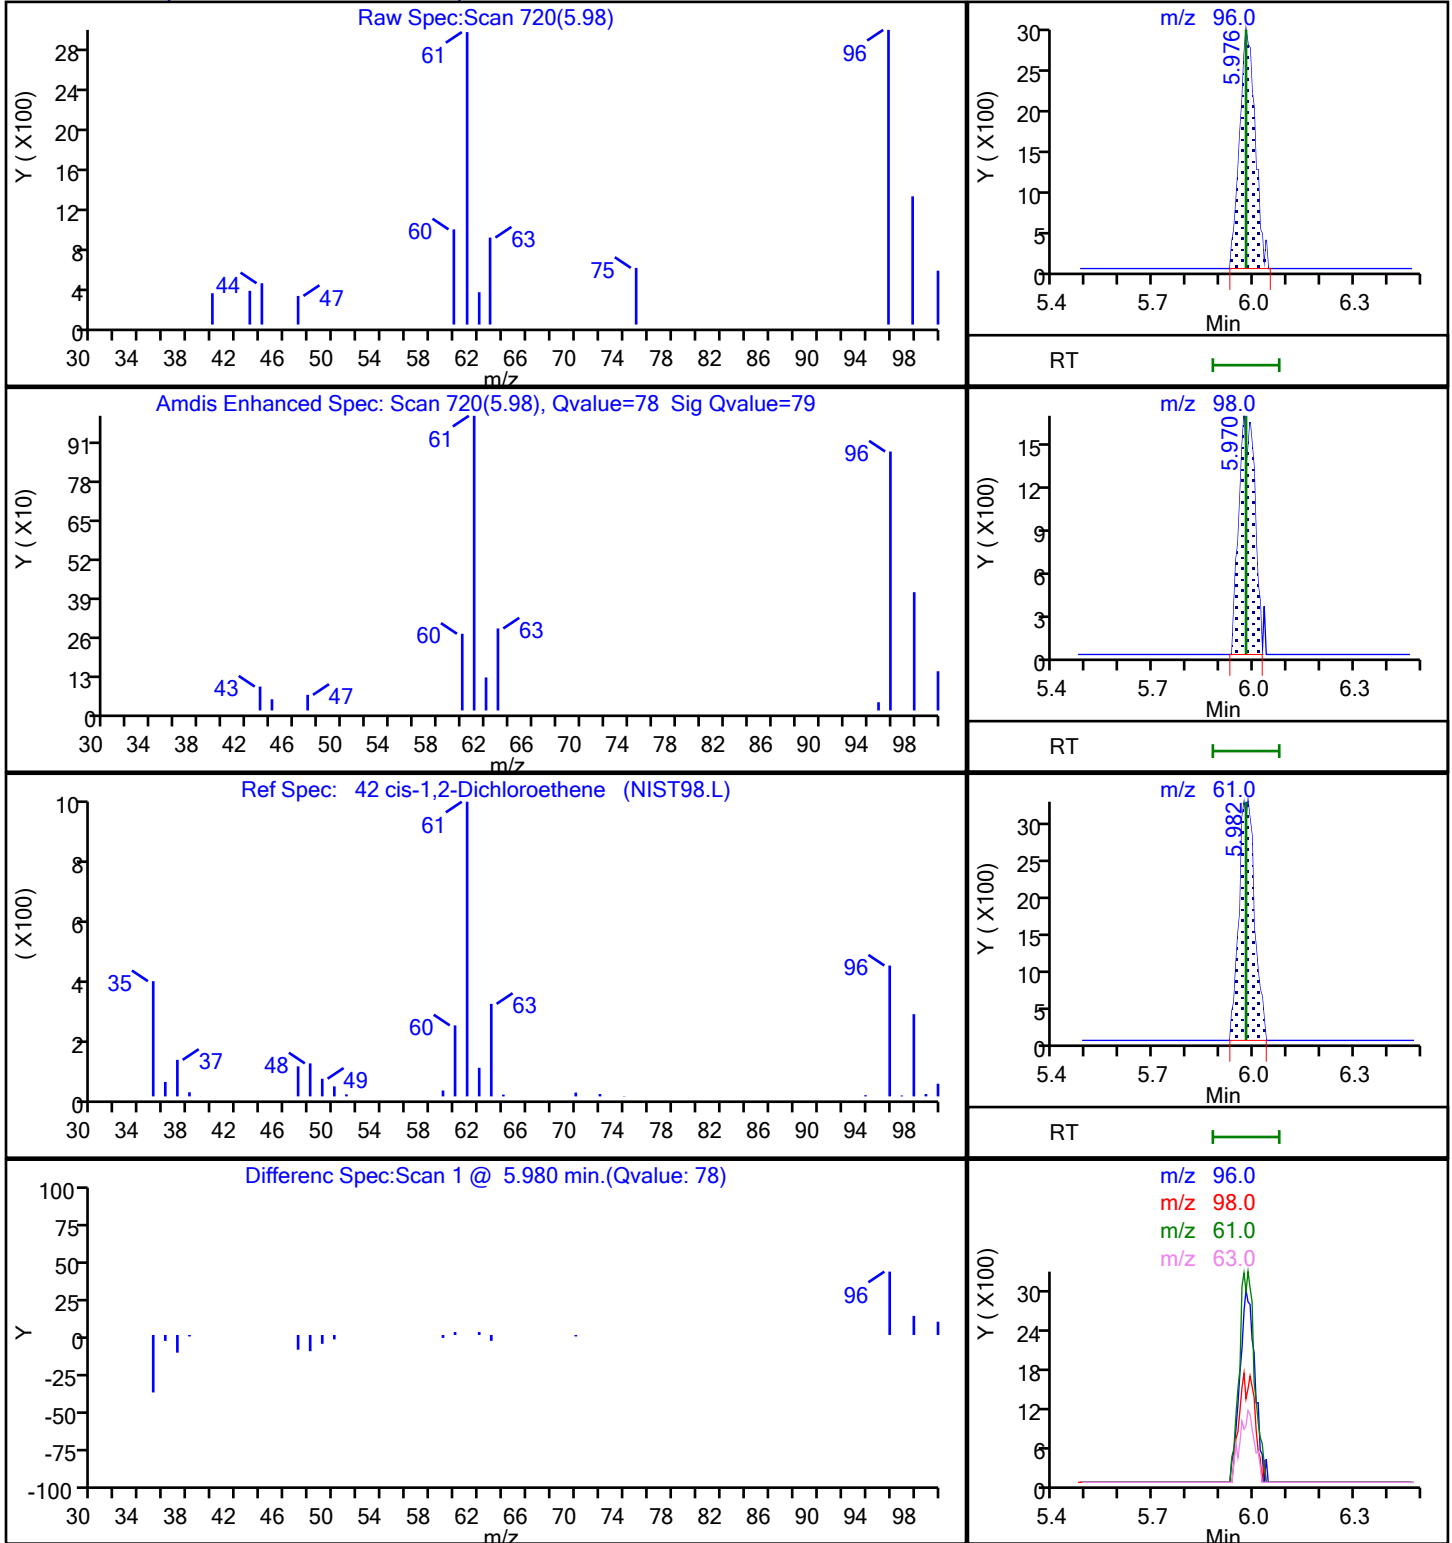 Raw Spec:Scan 720(5.98)
Y ( X100)
28
24
20
16
12
8
4
0
61
96
60
63
75
44
47
30 34 38 42 46 50 54 58 62 66 70 74 78 82 86 90 94 98
m/z
m/z 96.0
Y ( X100)
30
25
20
15
10
5
0
5.976
5.4 5.7 6.0 6.3
Min
RT
Amdis Enhanced Spec: Scan 720(5.98), Qvalue=78 Sig Qvalue=79
Y ( X10)
91
78
65
52
39
26
13
0
61
96
60
63
43
47
30 34 38 42 46 50 54 58 62 66 70 74 78 82 86 90 94 98
m/z
m/z 98.0
Y ( X100)
15
12
9
6
3
0
5.970
5.4 5.7 6.0 6.3
Min
RT
Ref Spec: 42 cis-1,2-Dichloroethene (NIST98.L)
( X100)
10
8
6
4
2
0
61
35
96
60
63
37
48
49
30 34 38 42 46 50 54 58 62 66 70 74 78 82 86 90 94 98
m/z 61.0
Y ( X100)
30
25
20
15
10
5
0
5.982
5.4 5.7 6.0 6.3
Min
RT
Differenc Spec:Scan 1 @ 5.980 min.(Qvalue: 78)
Y
100
75
50
25
0
-25
-50
-75
-100
96
30 34 38 42 46 50 54 58 62 66 70 74 78 82 86 90 94 98
m/z
m/z 96.0
m/z 98.0
m/z 61.0
m/z 63.0
Y ( X100)
30
24
18
12
6
0
5.4 5.7 6.0 6.3
Min